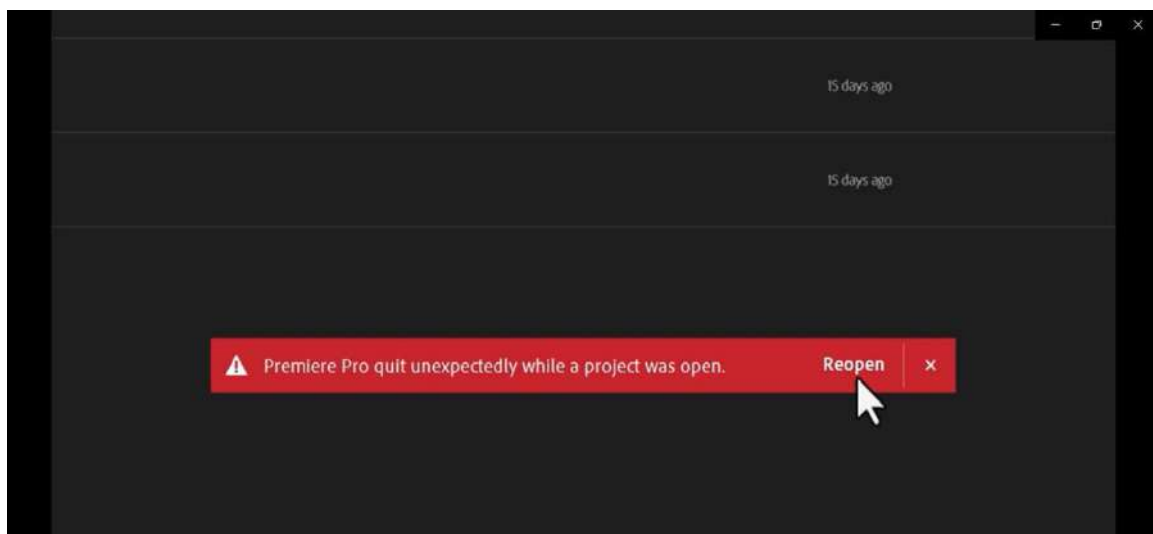 15 days ago
15 days ago
Premiere Pro quit unexpectedly while a project was open. Reopen